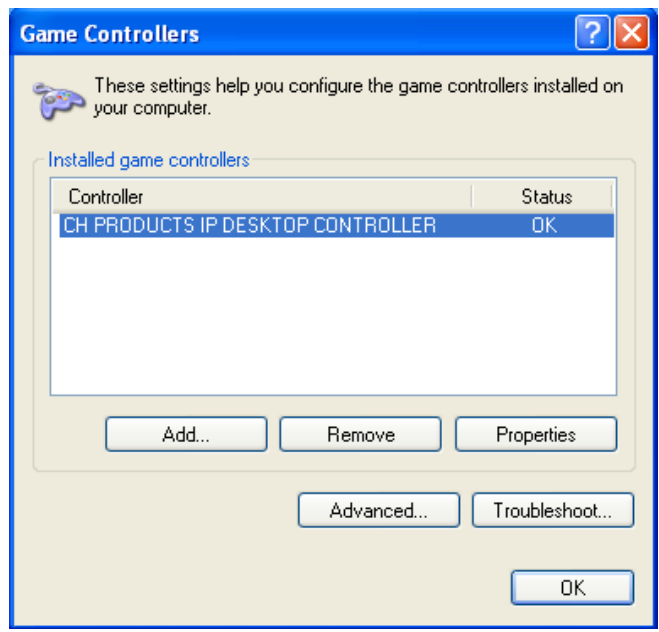 Game Controllers
These settings help you configure the game controllers installed on
your computer.
Installed game controllers
Controller Status
CH PRODUCTS IP DESKTOP CONTROLLER OK
Add... Remove Properties
Advanced... Troubleshoot...
OK